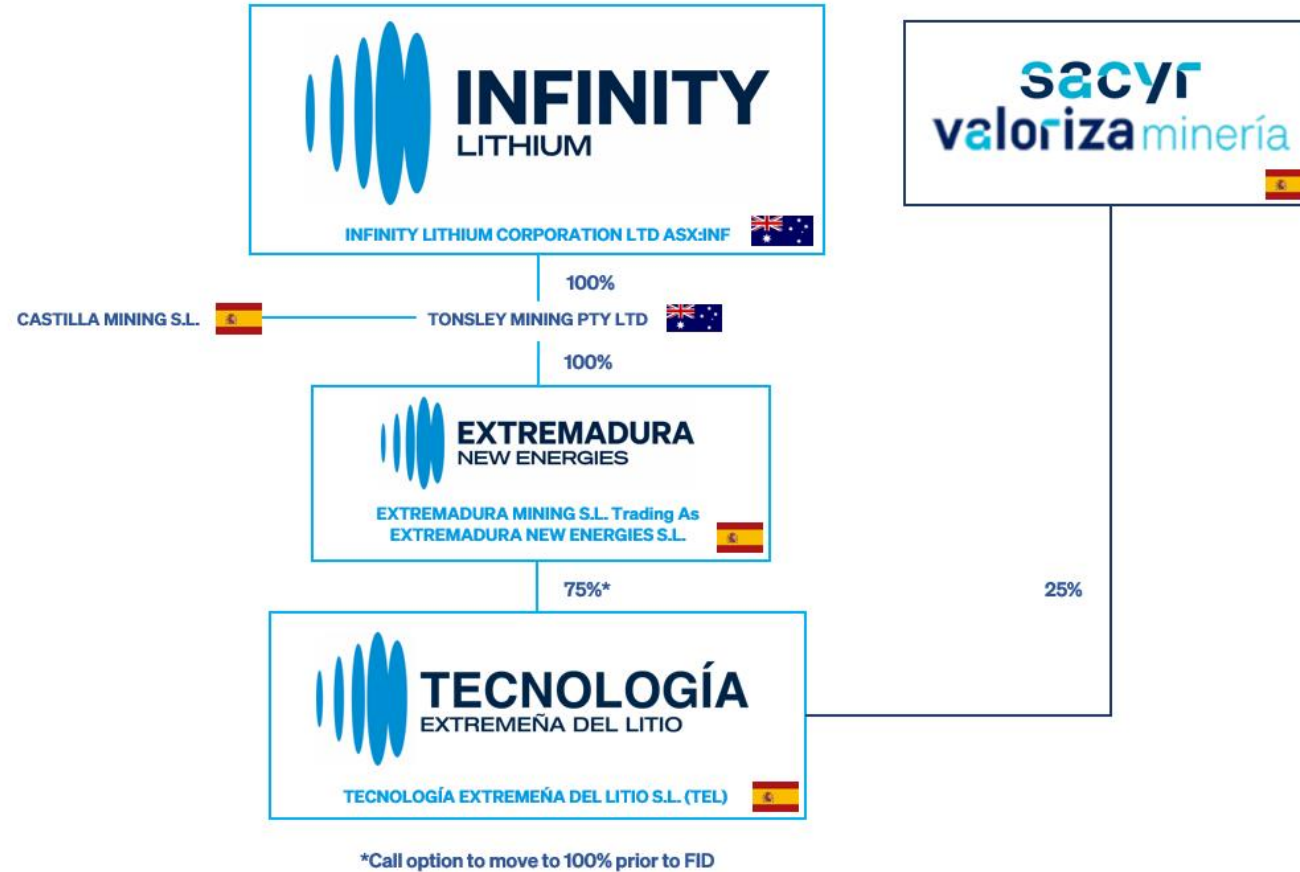 INFINITY
LITHIUM
INFINITY LITHIUM CORPORATION LTD ASX:INF
sacyr
valoriza minería
100%
CASTILLA MINING S.L.
TONSLEY MINING PTY LTD
100%
EXTREMADURA
NEW ENERGIES
EXTREMADURA MINING S.L. Trading As
EXTREMADURA NEW ENERGIES S.L.
75%*
25%
TECNOLOGÍA
EXTREMEÑA DEL LITIO
TECNOLOGÍA EXTREMEÑA DEL LITIO S.L. (TEL)
*Call option to move to 100% prior to FID